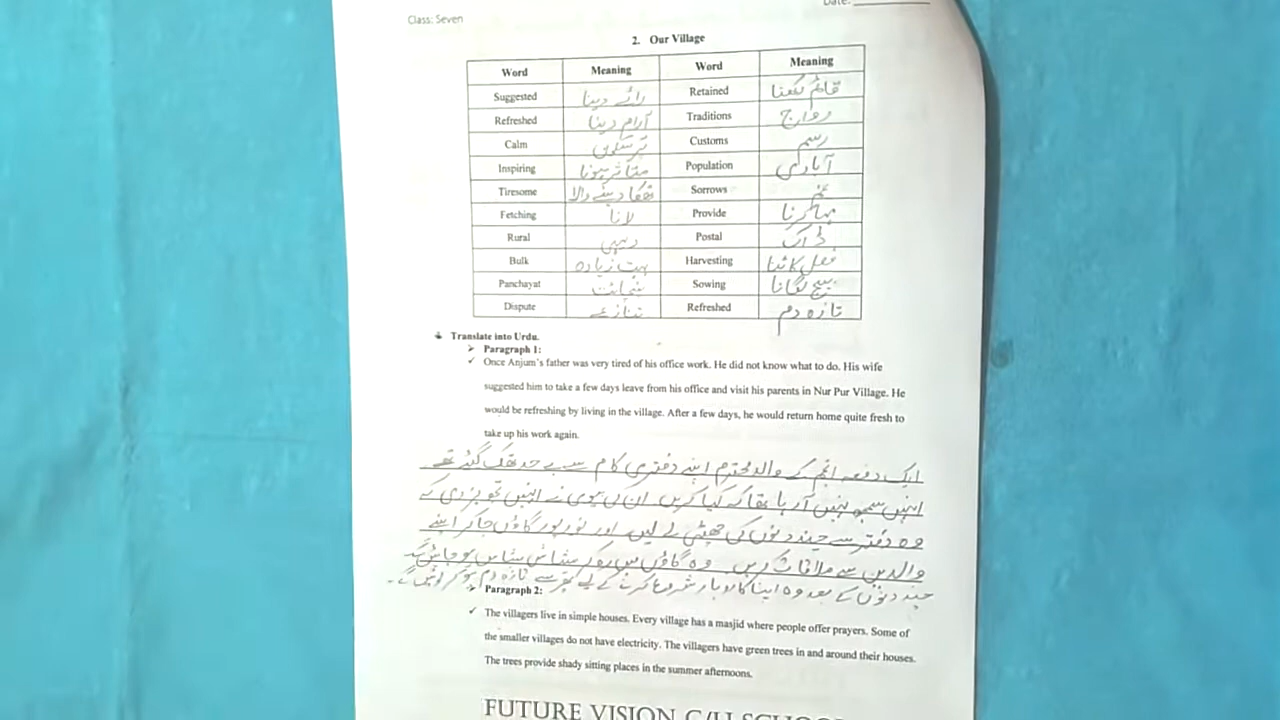 Class: Seven
Date:
2. Our Village
Word Meaning Word Meaning
Suggested رائے دینا Retained قائم رکھنا
Refreshed آرام دینا Traditions رواج
Calm پرسکون Customs رسم
Inspiring متاثر ہونا Population آبادی
Tiresome تھکا دینے والا Sorrows غم
Fetching لانا Provide مہیا کرنا
Rural دیہی Postal ڈاک
Bulk بہت زیادہ Harvesting فصل کاٹنا
Panchayat پنچائت Sowing بیج لگانا
Dispute تنازعے Refreshed تازہ دم
Translate into Urdu.
Paragraph 1:
Once Anjum's father was very tired of his office work. He did not know what to do. His wife
suggested him to take a few days leave from his office and visit his parents in Nur Pur Village. He
would be refreshing by living in the village. After a few days, he would return home quite fresh to
take up his work again.
ایک دفعہ انجم کے والد محترم اپنے دفتری کام سے بے حد تھک گئے تھے
انہیں سمجھ نہیں آ رہا تھا کہ کیا کریں۔ ان کی بیوی نے انہیں تجویز دی کہ
وہ دفتر سے چند دنوں کی چھٹی لے لیں اور نور پور گاؤں جا کر اپنے
والدین سے ملاقات کریں۔ وہ گاؤں میں رہ کر ہشاش بشاش ہو جائیں گے
چند دنوں کے بعد وہ اپنا کاروبار شروع کرنے کے لیے پھر سے تازہ دم ہو کر لوٹیں گے۔
Paragraph 2:
The villagers live in simple houses. Every village has a masjid where people offer prayers. Some of
the smaller villages do not have electricity. The villagers have green trees in and around their houses.
The trees provide shady sitting places in the summer afternoons.
FUTURE VISION G/H SCHOOL